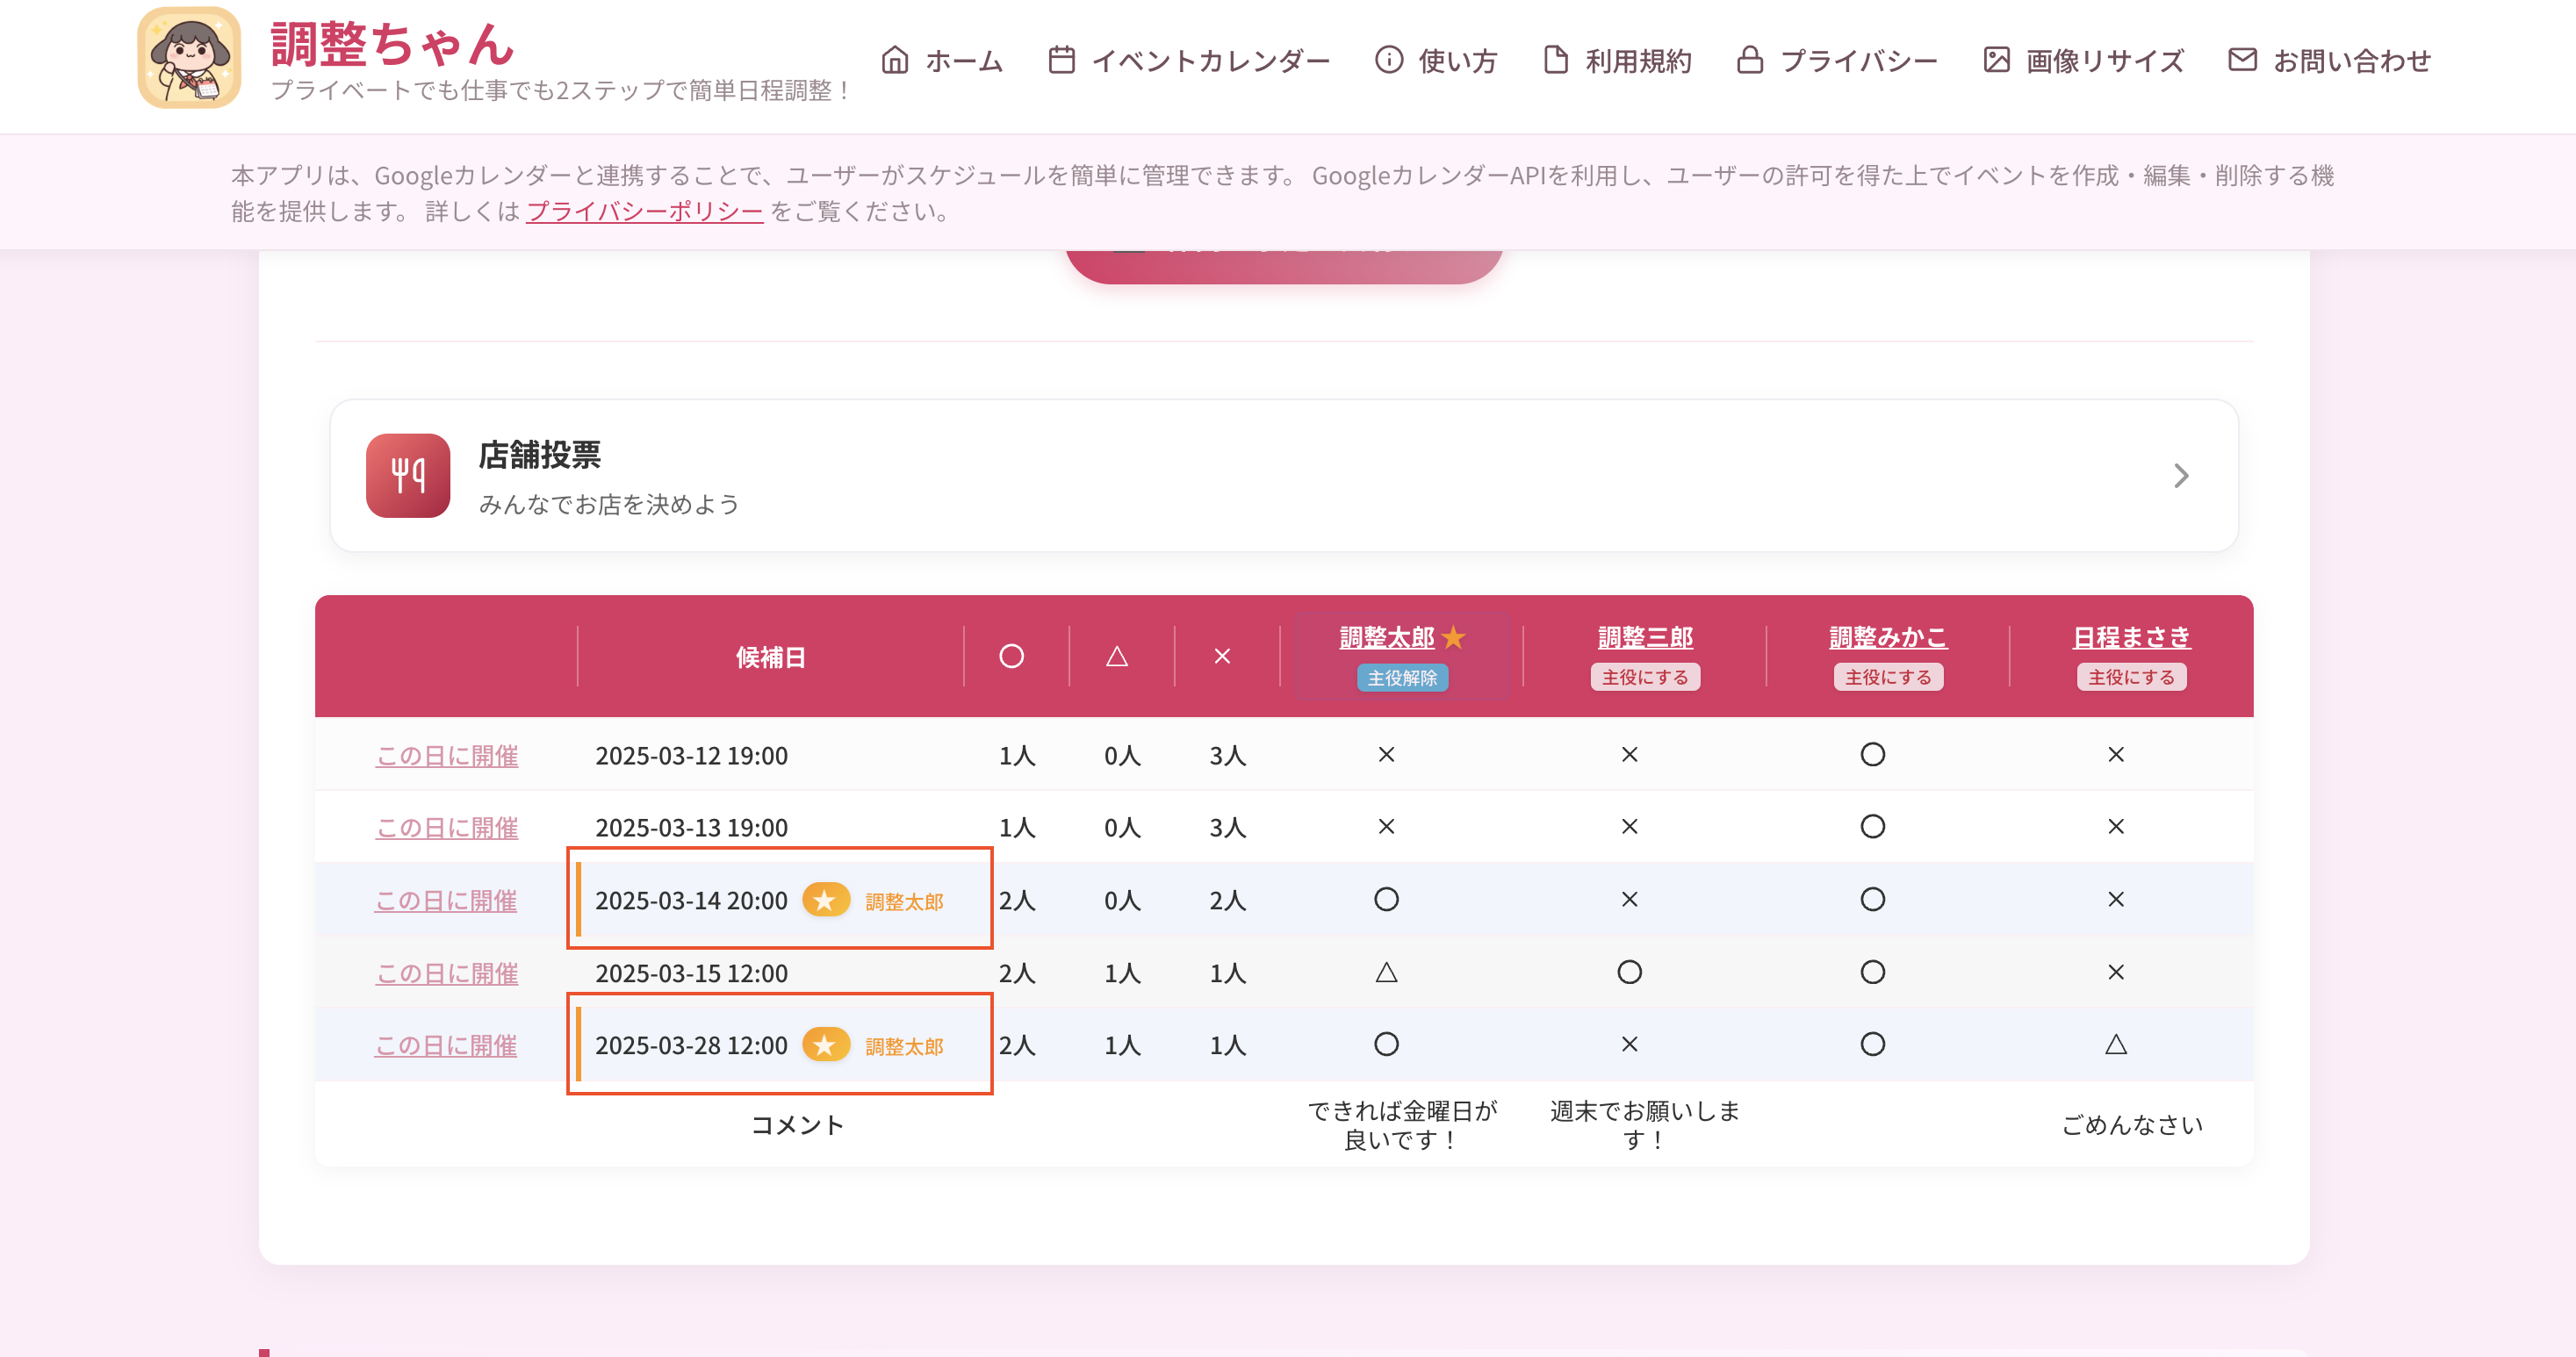 調整ちゃん
プライベートでも仕事でも2ステップで簡単日程調整！
ホーム イベントカレンダー 使い方 利用規約 プライバシー 画像リサイズ お問い合わせ
本アプリは、Googleカレンダーと連携することで、ユーザーがスケジュールを簡単に管理できます。 GoogleカレンダーAPIを利用し、ユーザーの許可を得た上でイベントを作成・編集・削除する機
能を提供します。 詳しくは プライバシーポリシー をご覧ください。
店舗投票
みんなでお店を決めよう
候補日 〇 △ × 調整太郎★ 調整三郎 調整みかこ 日程まさき
主役解除 主役にする 主役にする 主役にする
この日に開催 2025-03-12 19:00 1人 0人 3人 × × 〇 ×
この日に開催 2025-03-13 19:00 1人 0人 3人 × × 〇 ×
この日に開催 2025-03-14 20:00 ★ 調整太郎 2人 0人 2人 〇 × 〇 ×
この日に開催 2025-03-15 12:00 2人 1人 1人 △ 〇 〇 ×
この日に開催 2025-03-28 12:00 ★ 調整太郎 2人 1人 1人 〇 × 〇 △
コメント できれば金曜日が 週末でお願いしま ごめんなさい
良いです！ す！